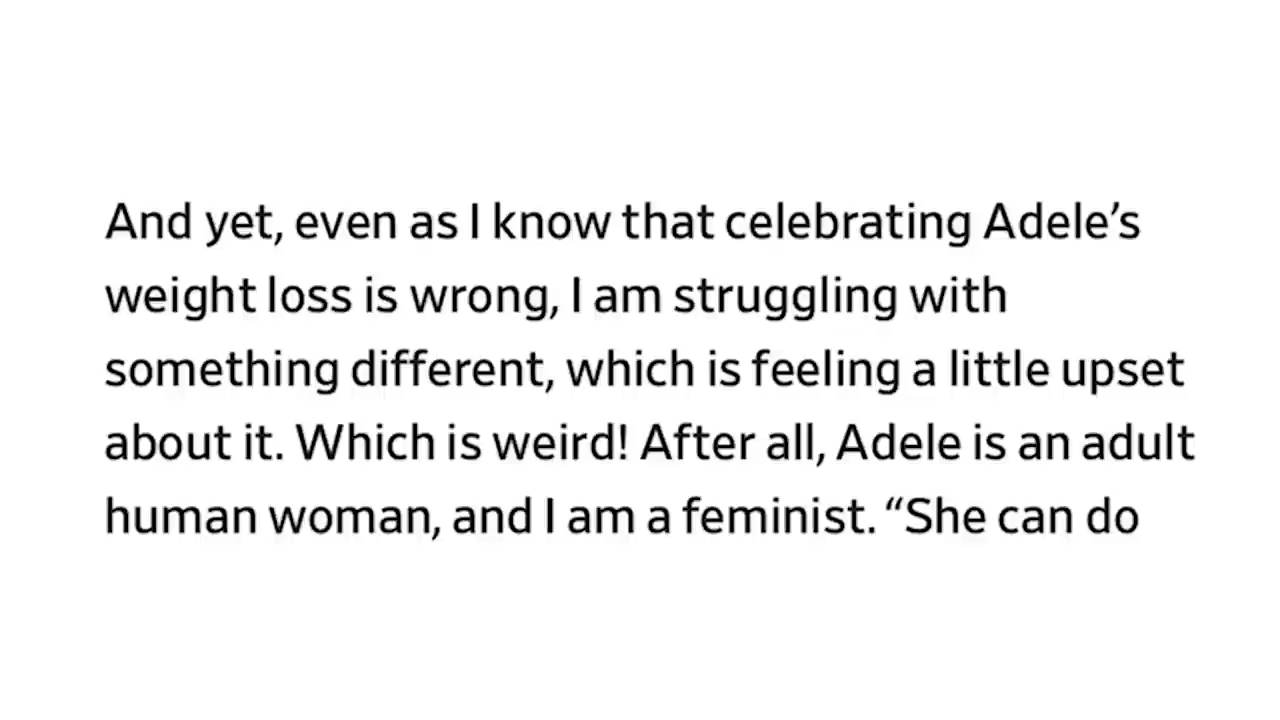 And yet, even as I know that celebrating Adele’s
weight loss is wrong, I am struggling with
something different, which is feeling a little upset
about it. Which is weird! After all, Adele is an adult
human woman, and I am a feminist. “She can do